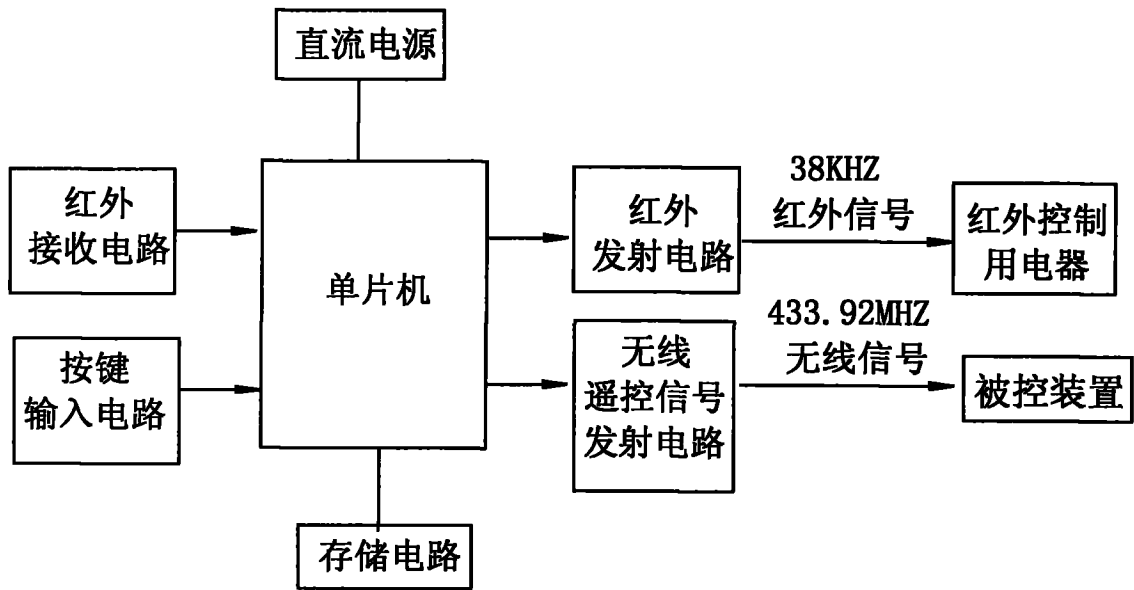 直流电源
红外
接收电路
按键
输入电路
单片机
存储电路
红外
发射电路
无线
遥控信号
发射电路
38KHZ
红外信号
433.92MHZ
无线信号
红外控制
用电器
被控装置